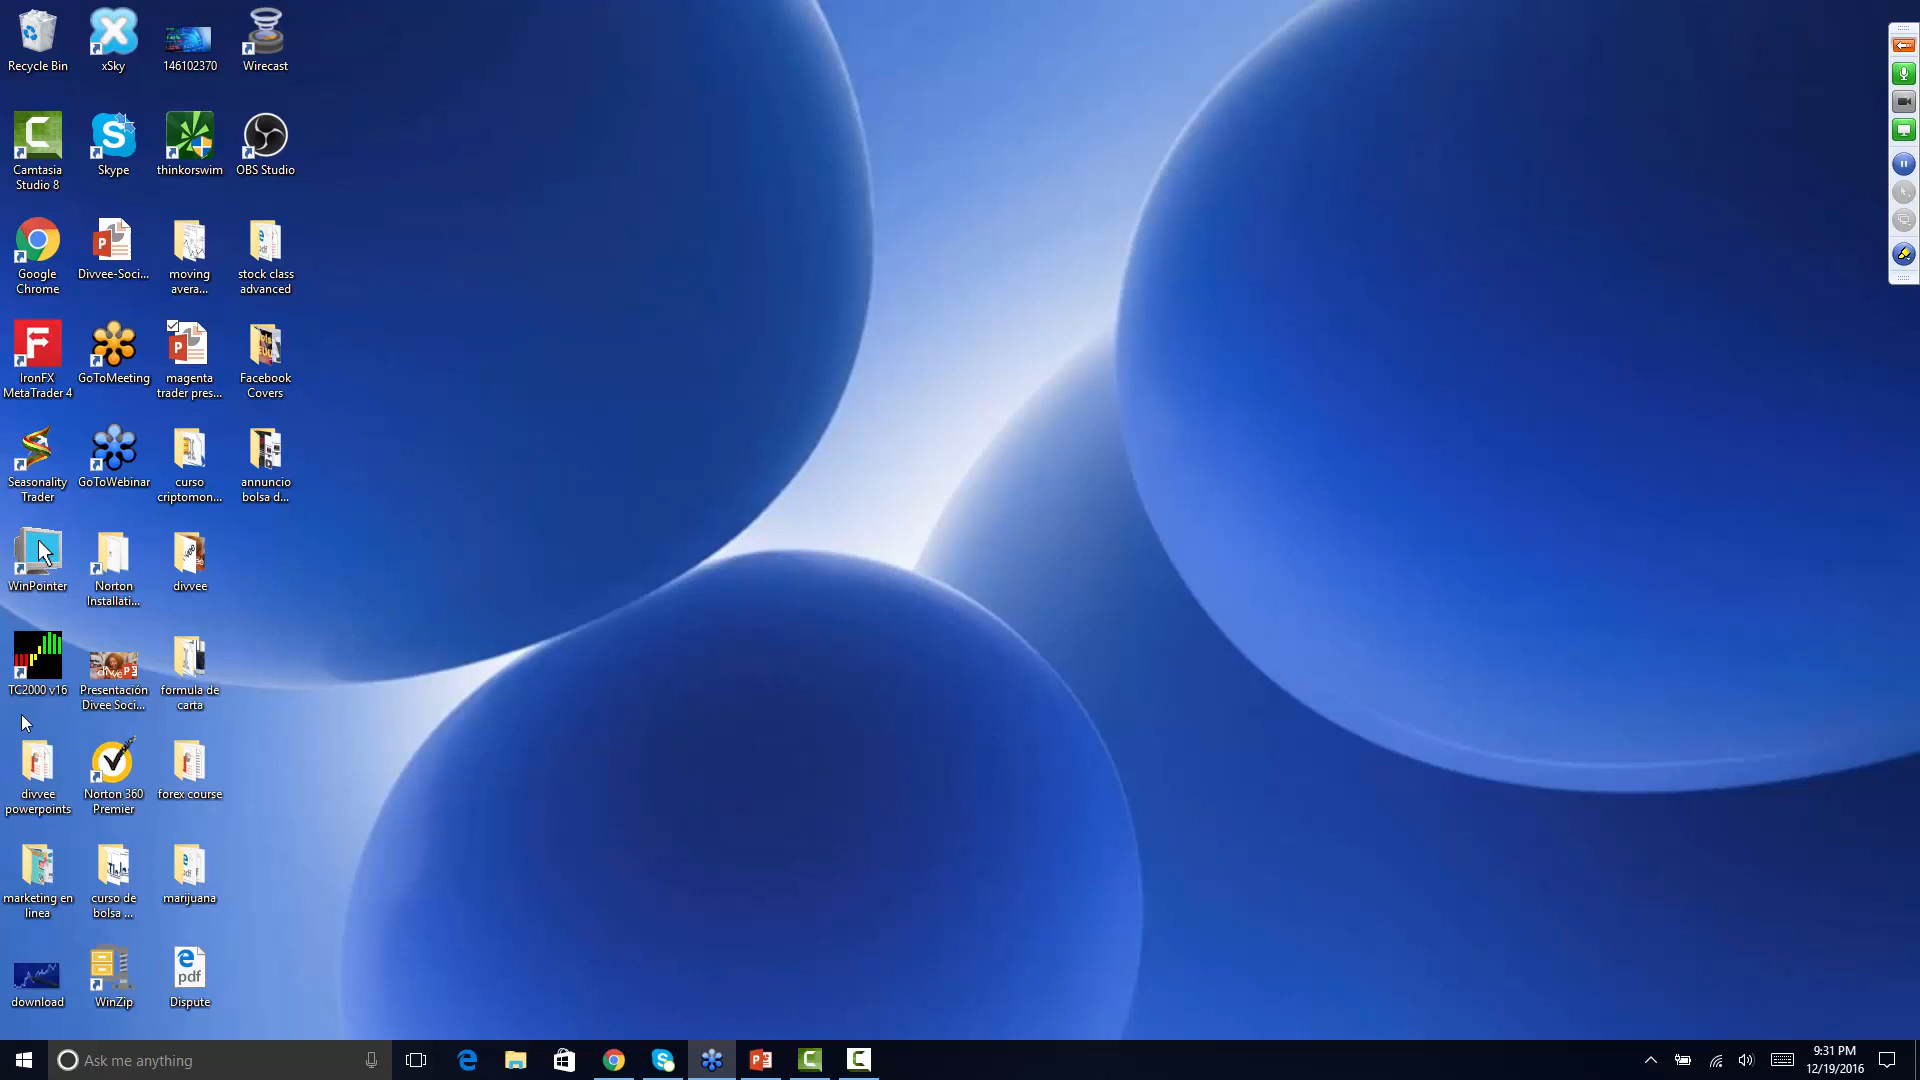 Recycle Bin
xSky
146102370
Wirecast
Camtasia
Studio 8
Skype
thinkorswim
OBS Studio
Google
Chrome
Divvee-Soci...
moving
avera...
stock class
advanced
IronFX
MetaTrader 4
GoToMeeting
magenta
trader pres...
Facebook
Covers
Seasonality
Trader
GoToWebinar
curso
criptomon...
annuncio
bolsa d...
WinPointer
Norton
Installati...
divvee
TC2000 v16
Presentación
Divee Soci...
formula de
carta
divvee
powerpoints
Norton 360
Premier
forex course
marketing en
linea
curso de
bolsa ...
marijuana
download
WinZip
pdf
Dispute
Ask me anything
9:31 PM
12/19/2016